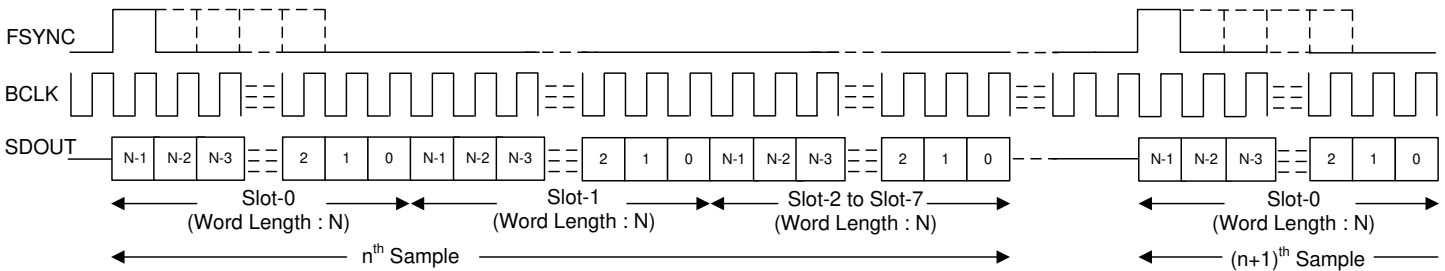 FSYNC
BCLK
SDOUT
N-1 N-2 N-3 2 1 0 N-1 N-2 N-3 2 1 0 N-1 N-2 N-3 2 1 0 N-1 N-2 N-3 2 1 0
Slot-0 Slot-1 Slot-2 to Slot-7 Slot-0
(Word Length : N) (Word Length : N) (Word Length : N) (Word Length : N)
nth Sample (n+1)th Sample